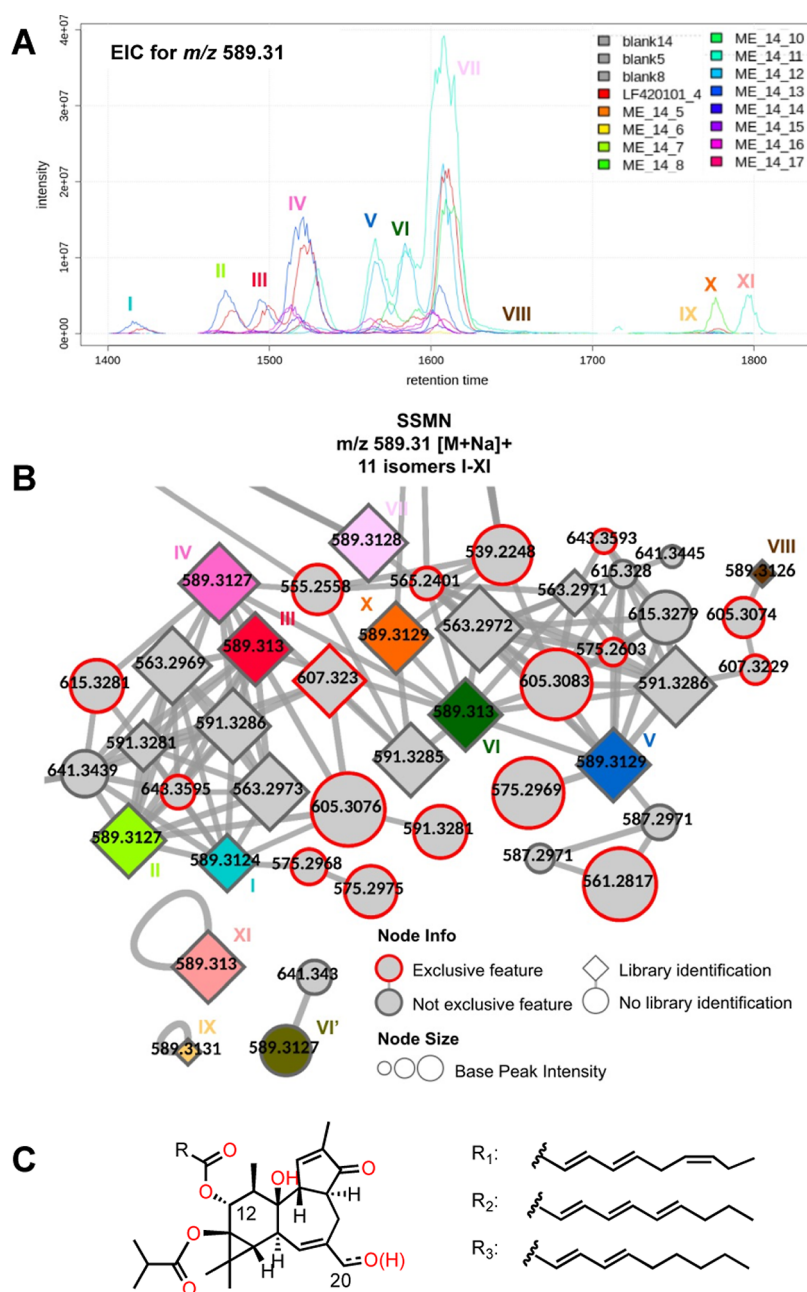 A
EIC for m/z 589.31
4e+07
3e+07
2e+07
1e+07
0e+00
intensity
1400
1500
1600
1700
1800
retention time
I
II
III
IV
V
VI
VII
VIII
IX
X
XI
blank14
blank5
blank8
LF420101_4
ME_14_5
ME_14_6
ME_14_7
ME_14_8
ME_14_10
ME_14_11
ME_14_12
ME_14_13
ME_14_14
ME_14_15
ME_14_16
ME_14_17
SSMN
m/z 589.31 [M+Na]+
11 isomers I-XI
B
VII
589.3128
IV
589.3127
555.2558
565.2401
539.2248
643.3593
641.3445
615.328
VIII
589.3126
III
589.313
X
589.3129
563.2972
563.2971
615.3279
605.3074
563.2969
615.3281
607.323
575.2603
605.3083
591.3286
607.3229
591.3286
591.3281
589.313
VI
591.3285
V
589.3129
641.3439
643.3595
563.2973
575.2969
605.3076
591.3281
587.2971
589.3127
II
589.3124
I
575.2968
575.2975
587.2971
561.2817
XI
589.313
641.343
IX
589.3131
VI'
589.3127
Node Info
Exclusive feature
Not exclusive feature
Library identification
No library identification
Node Size
Base Peak Intensity
C
R
O
O
OH
O
H
H
H
H
12
O
O
O(H)
20
R1:
R2:
R3: